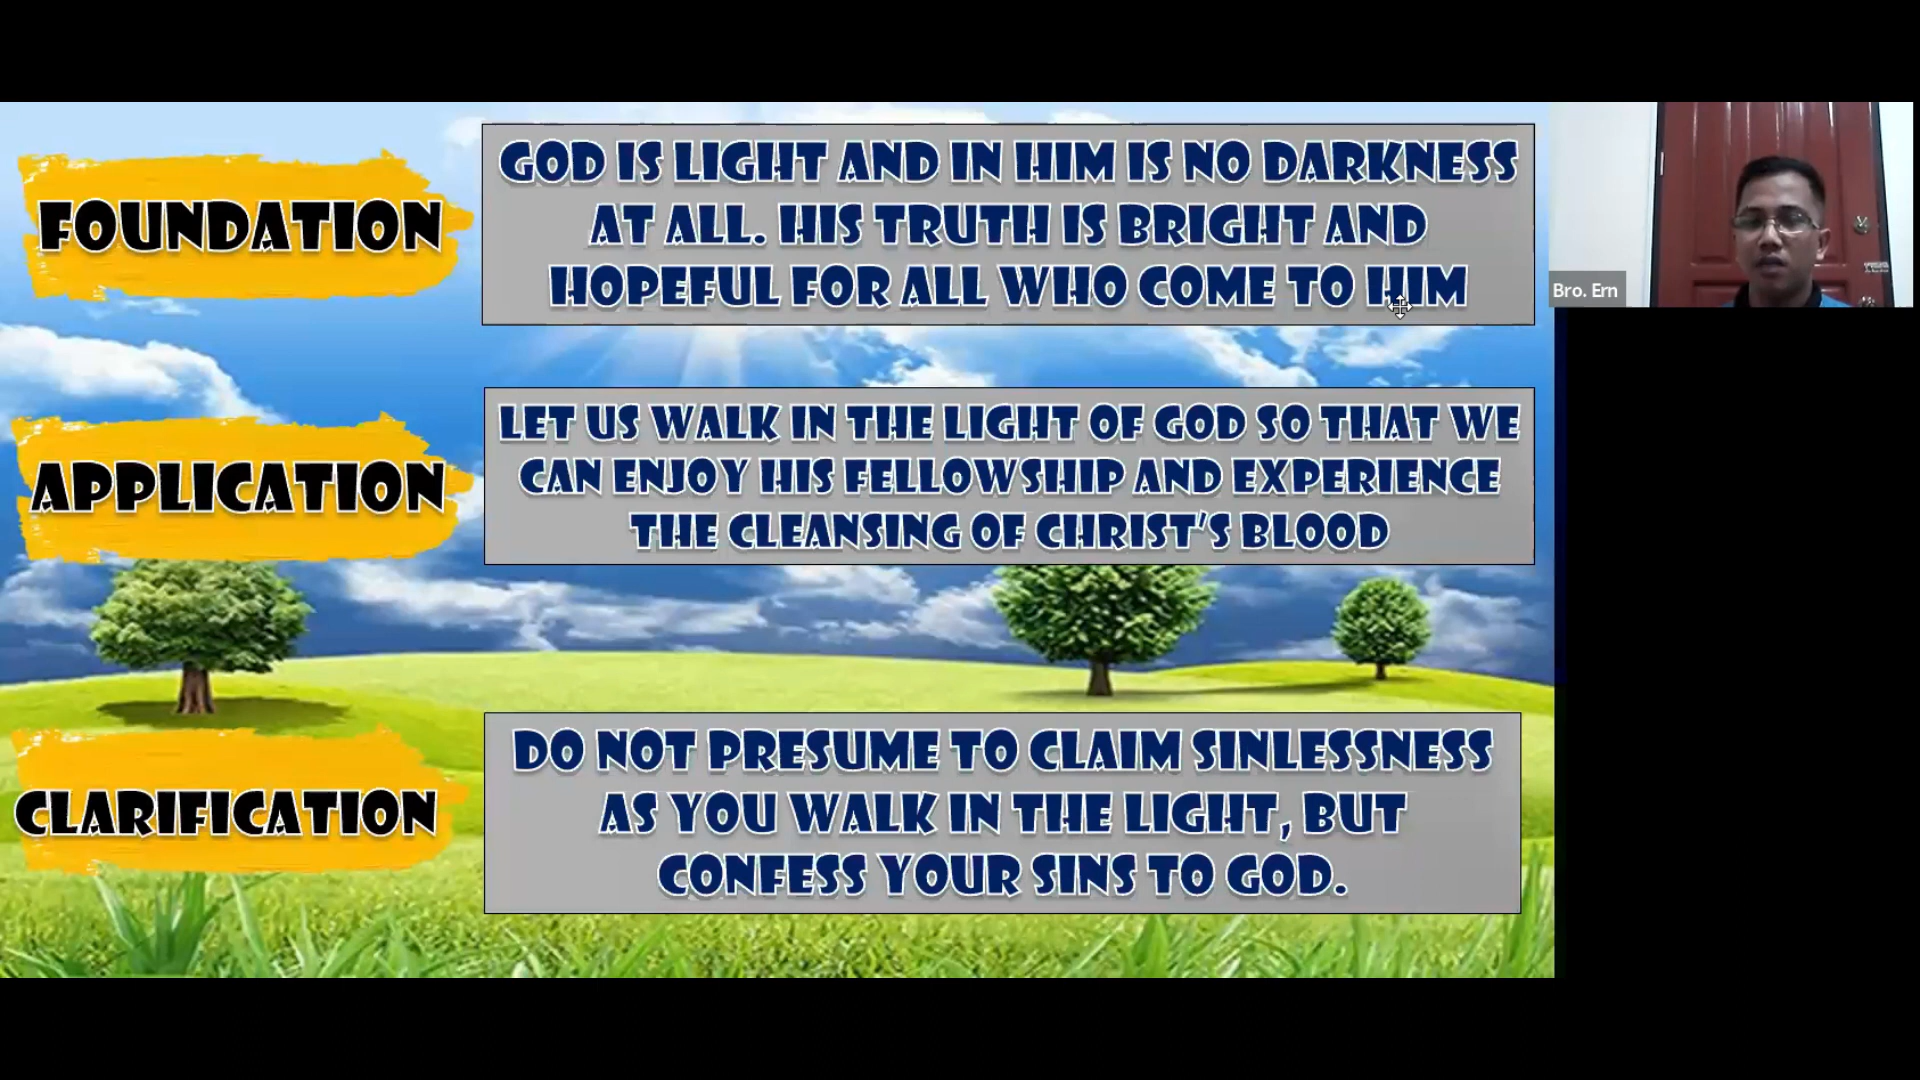 FOUNDATION
GOD IS LIGHT AND IN HIM IS NO DARKNESS
AT ALL. HIS TRUTH IS BRIGHT AND
HOPEFUL FOR ALL WHO COME TO HIM
Bro. Ern
APPLICATION
LET US WALK IN THE LIGHT OF GOD SO THAT WE
CAN ENJOY HIS FELLOWSHIP AND EXPERIENCE
THE CLEANSING OF CHRIST'S BLOOD
CLARIFICATION
DO NOT PRESUME TO CLAIM SINLESSNESS
AS YOU WALK IN THE LIGHT, BUT
CONFESS YOUR SINS TO GOD.